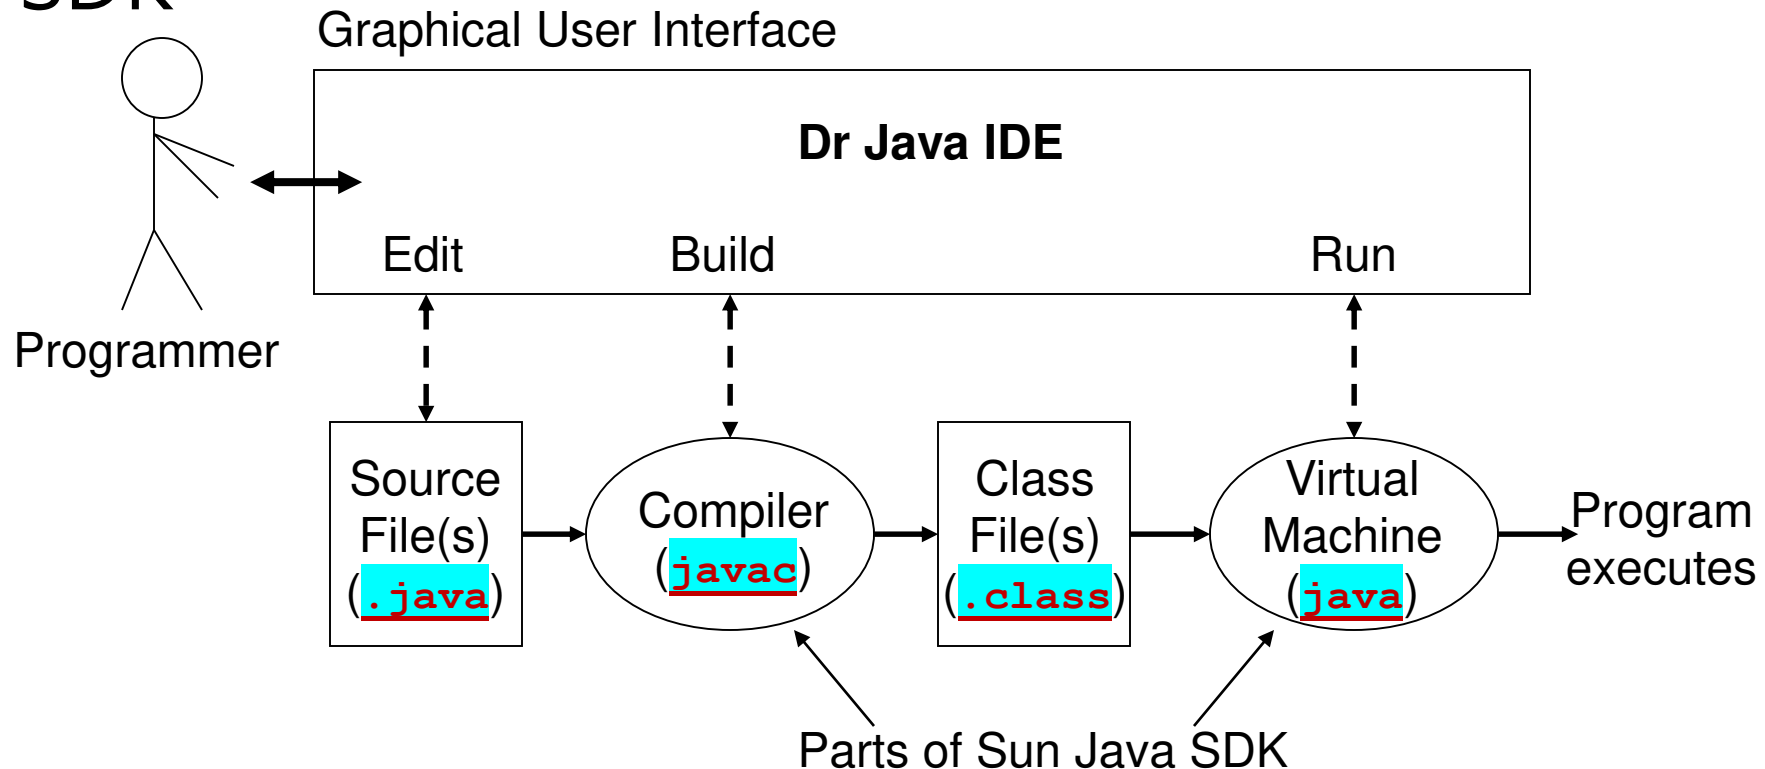 SDK
Graphical User Interface
Dr Java IDE
Edit Build Run
Programmer
Source
File(s)
(.java)
Compiler
(javac)
Class
File(s)
(.class)
Virtual
Machine
(java)
Program
executes
Parts of Sun Java SDK